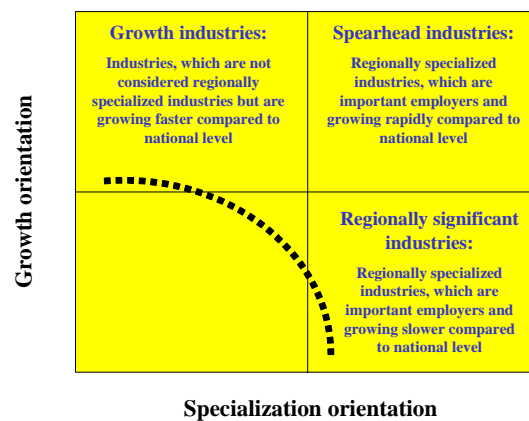 Growth industries:
Industries, which are not
considered regionally
specialized industries but are
growing faster compared to
national level
Spearhead industries:
Regionally specialized
industries, which are
important employers and
growing rapidly compared to
national level
Growth orientation
Regionally significant
industries:
Regionally specialized
industries, which are
important employers and
growing slower compared
to national level
Specialization orientation